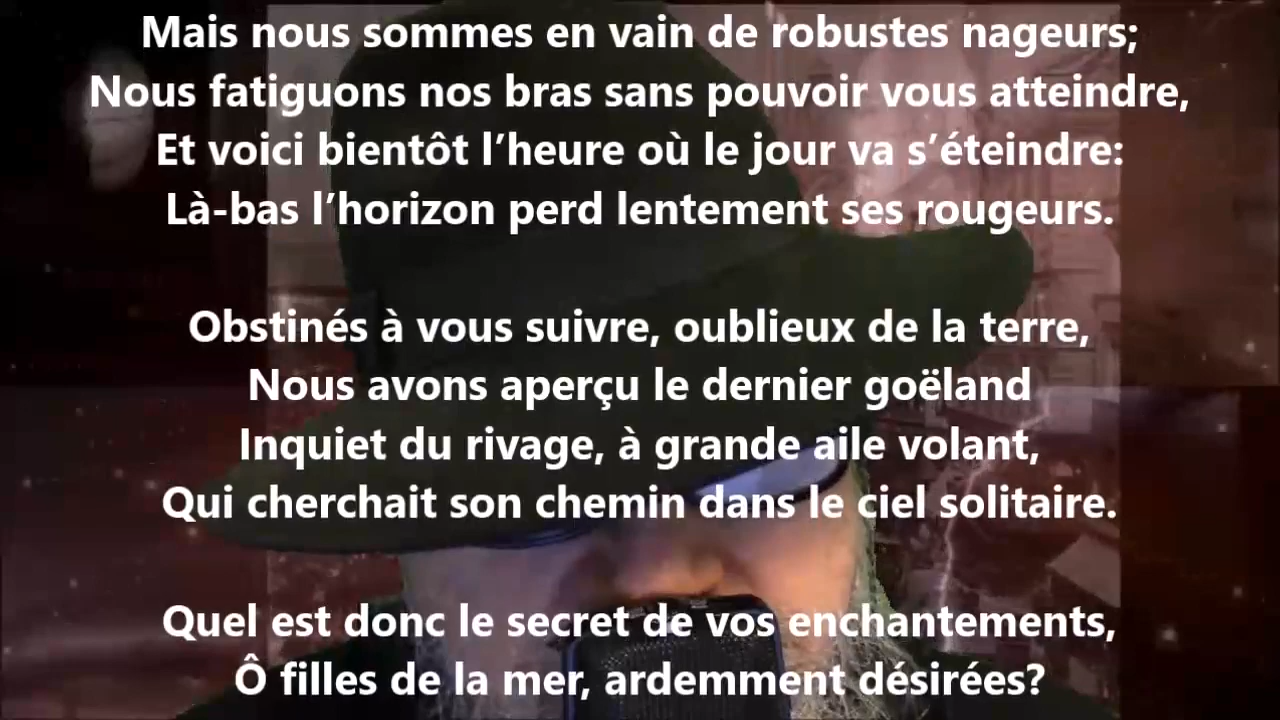 Mais nous sommes en vain de robustes nageurs;
Nous fatiguons nos bras sans pouvoir vous atteindre,
Et voici bientôt l’heure où le jour va s’éteindre:
Là-bas l’horizon perd lentement ses rougeurs.
Obstinés à vous suivre, oublieux de la terre,
Nous avons aperçu le dernier goëland
Inquiet du rivage, à grande aile volant,
Qui cherchait son chemin dans le ciel solitaire.
Quel est donc le secret de vos enchantements,
Ô filles de la mer, ardemment désirées?